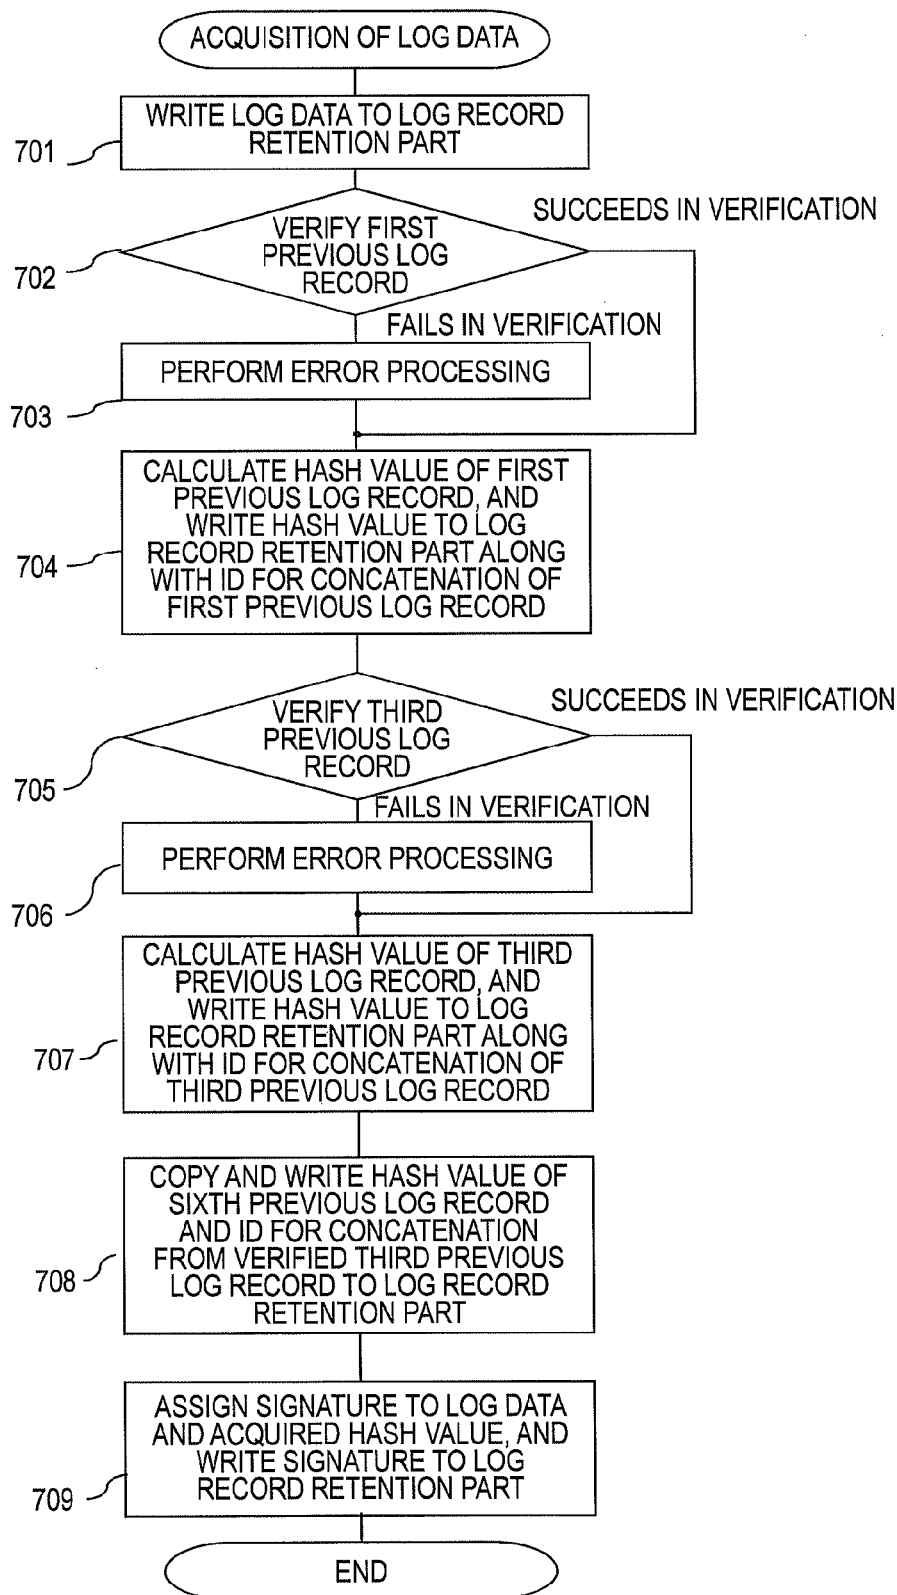 ACQUISITION OF LOG DATA
WRITE LOG DATA TO LOG RECORD
RETENTION PART
701
SUCCEEDS IN VERIFICATION
VERIFY FIRST
PREVIOUS LOG
RECORD
702
FAILS IN VERIFICATION
PERFORM ERROR PROCESSING
703
CALCULATE HASH VALUE OF FIRST
PREVIOUS LOG RECORD, AND
WRITE HASH VALUE TO LOG
RECORD RETENTION PART ALONG
WITH ID FOR CONCATENATION OF
FIRST PREVIOUS LOG RECORD
704
SUCCEEDS IN VERIFICATION
VERIFY THIRD
PREVIOUS LOG
RECORD
705
FAILS IN VERIFICATION
PERFORM ERROR PROCESSING
706
CALCULATE HASH VALUE OF THIRD
PREVIOUS LOG RECORD, AND
WRITE HASH VALUE TO LOG
RECORD RETENTION PART ALONG
WITH ID FOR CONCATENATION OF
THIRD PREVIOUS LOG RECORD
707
COPY AND WRITE HASH VALUE OF
SIXTH PREVIOUS LOG RECORD
AND ID FOR CONCATENATION
FROM VERIFIED THIRD PREVIOUS
LOG RECORD TO LOG RECORD
RETENTION PART
708
ASSIGN SIGNATURE TO LOG DATA
AND ACQUIRED HASH VALUE, AND
WRITE SIGNATURE TO LOG
RECORD RETENTION PART
709
END